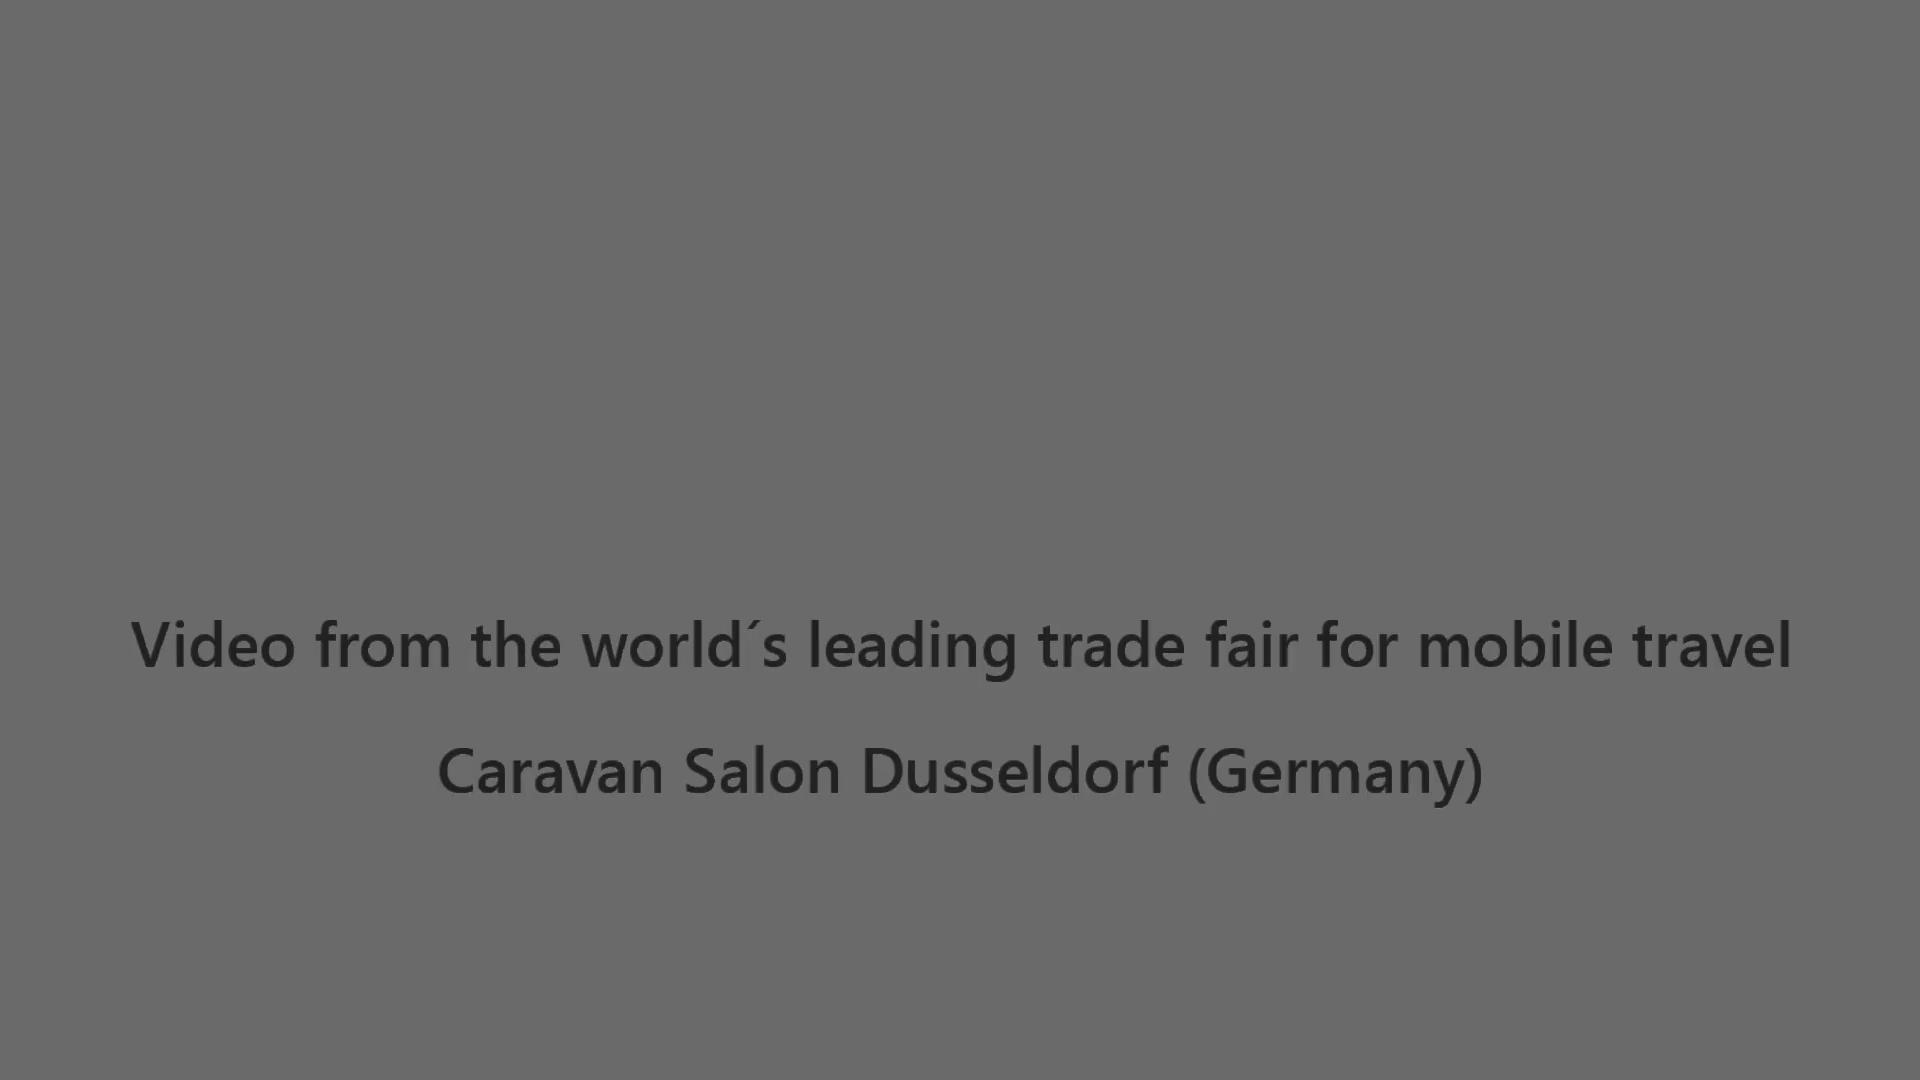 Video from the world´s leading trade fair for mobile travel
Caravan Salon Dusseldorf (Germany)